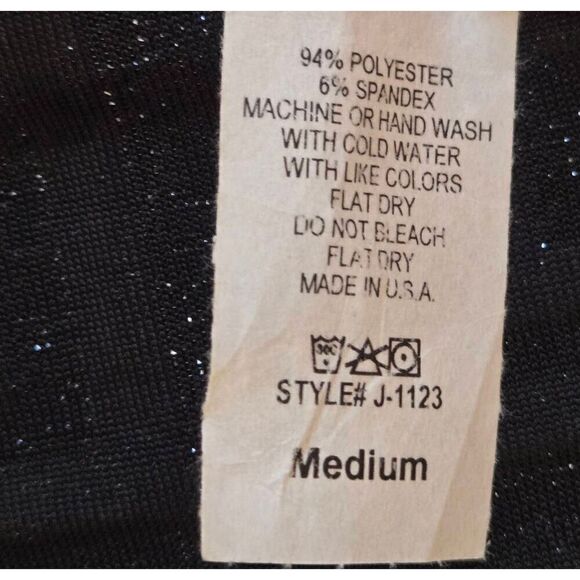 94% POLYESTER
6% SPANDEX
MACHINE OR HAND WASH
WITH COLD WATER
WITH LIKE COLORS
FLAT DRY
DO NOT BLEACH
FLAT DRY
MADE IN U.S.A.
30C
STYLE# J-1123
Medium